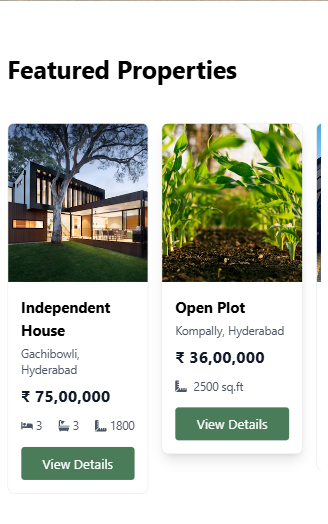 Featured Properties
Independent
House
Gachibowli,
Hyderabad
₹ 75,00,000
3 3 1800
View Details
Open Plot
Kompally, Hyderabad
₹ 36,00,000
2500 sq.ft
View Details